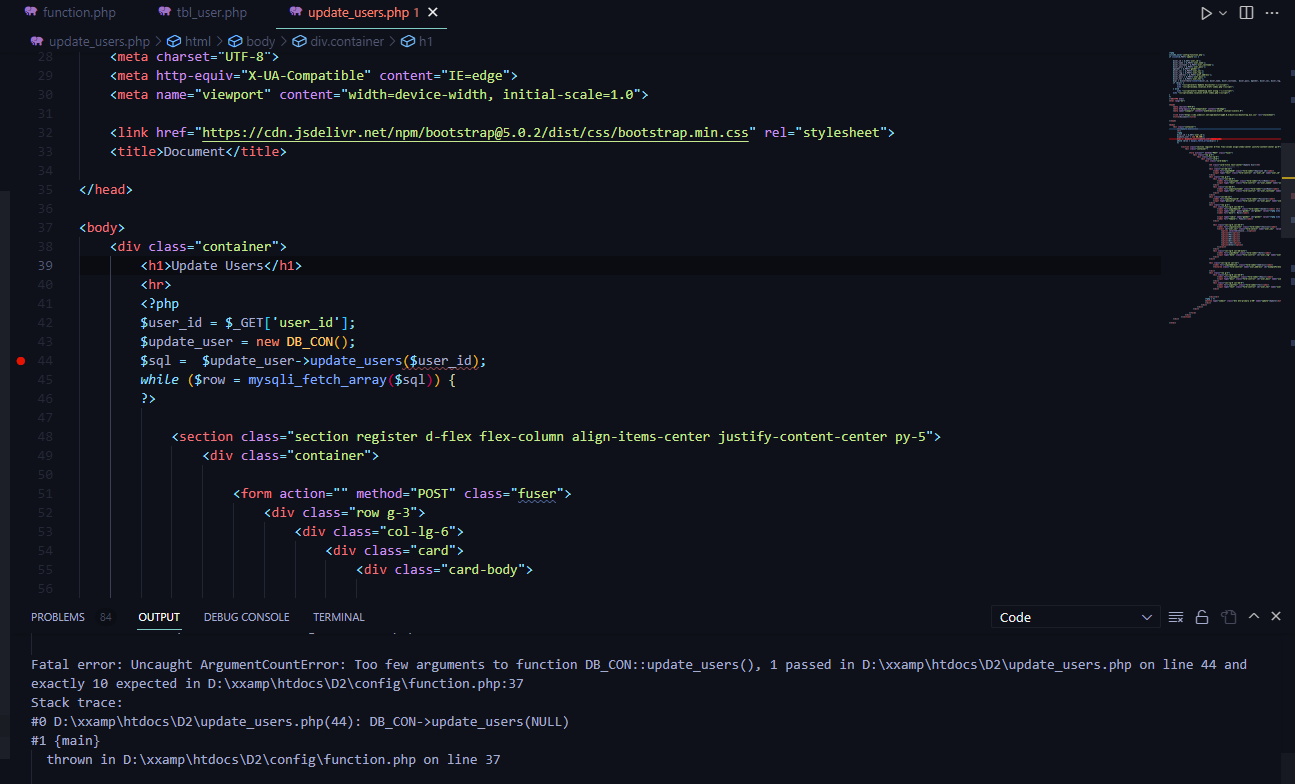 function.php tbl_user.php update_users.php 1
update_users.php > html > body > div.container > h1
28 <meta charset="UTF-8">
29 <meta http-equiv="X-UA-Compatible" content="IE=edge">
30 <meta name="viewport" content="width=device-width, initial-scale=1.0">
31
32 <link href="https://cdn.jsdelivr.net/npm/bootstrap@5.0.2/dist/css/bootstrap.min.css" rel="stylesheet">
33 <title>Document</title>
34
35 </head>
36
37 <body>
38 <div class="container">
39 <h1>Update Users</h1>
40 <hr>
41 <?php
42 $user_id = $_GET['user_id'];
43 $update_user = new DB_CON();
44 $sql =  $update_user->update_users($user_id);
45 while ($row = mysqli_fetch_array($sql)) {
46 ?>
47
48 <section class="section register d-flex flex-column align-items-center justify-content-center py-5">
49 <div class="container">
50
51 <form action="" method="POST" class="fuser">
52 <div class="row g-3">
53 <div class="col-lg-6">
54 <div class="card">
55 <div class="card-body">
56
PROBLEMS 84 OUTPUT DEBUG CONSOLE TERMINAL Code
Fatal error: Uncaught ArgumentCountError: Too few arguments to function DB_CON::update_users(), 1 passed in D:\xxamp\htdocs\D2\update_users.php on line 44 and
exactly 10 expected in D:\xxamp\htdocs\D2\config\function.php:37
Stack trace:
#0 D:\xxamp\htdocs\D2\update_users.php(44): DB_CON->update_users(NULL)
#1 {main}
thrown in D:\xxamp\htdocs\D2\config\function.php on line 37